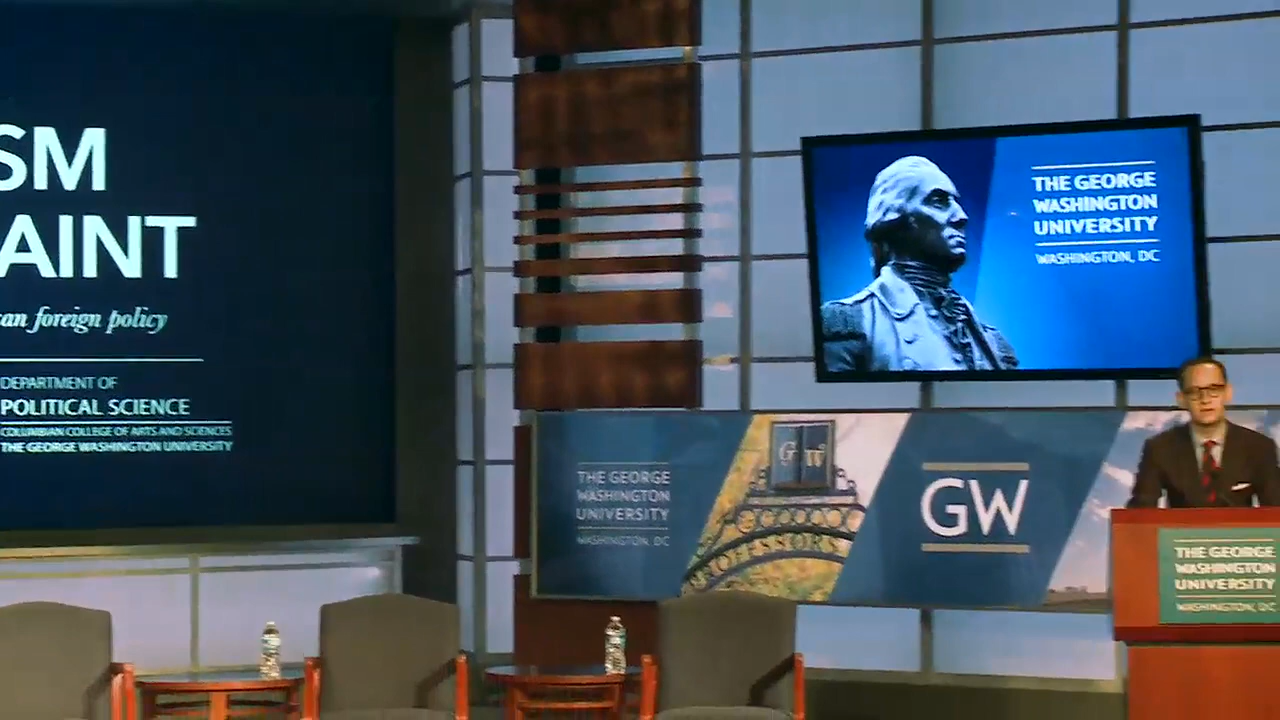 SM
AINT
an foreign policy
DEPARTMENT OF
POLITICAL SCIENCE
COLUMBIAN COLLEGE OF ARTS AND SCIENCES
THE GEORGE WASHINGTON UNIVERSITY
THE GEORGE
WASHINGTON
UNIVERSITY
WASHINGTON, DC
THE GEORGE
WASHINGTON
UNIVERSITY
WASHINGTON, DC
G W
PROFESSORS
GW
THE GEORGE
WASHINGTON
UNIVERSITY
WASHINGTON, DC